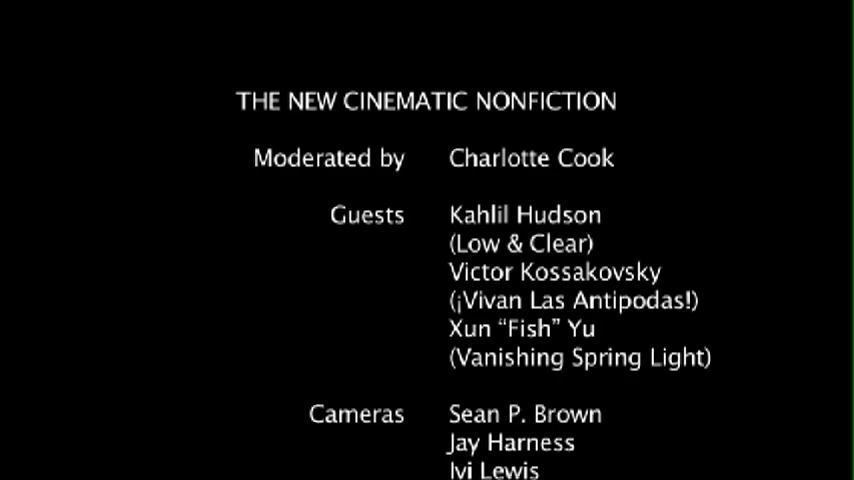 THE NEW CINEMATIC NONFICTION
Moderated by Charlotte Cook
Guests Kahlil Hudson
(Low & Clear)
Victor Kossakovsky
(¡Vivan Las Antipodas!)
Xun “Fish” Yu
(Vanishing Spring Light)
Cameras Sean P. Brown
Jay Harness
Ivi Lewis